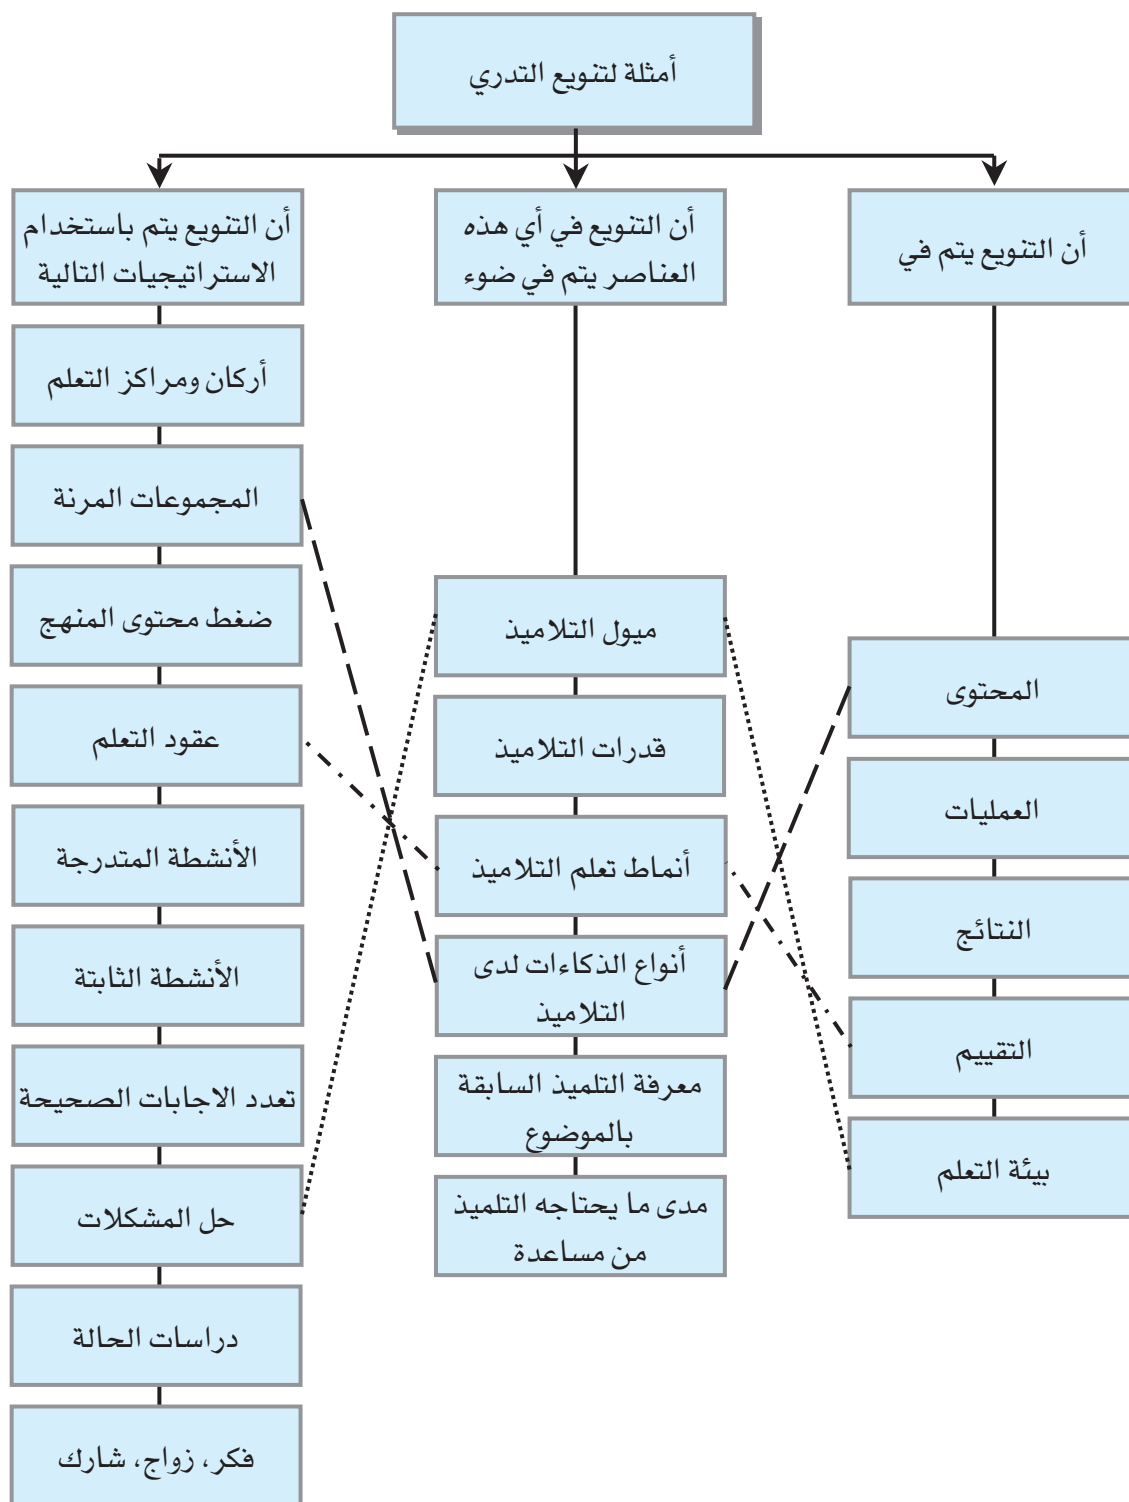 أمثلة لتنويع التدري
أن التنويع يتم في
المحتوى
العمليات
النتائج
التقييم
بيئة التعلم
أن التنويع في أي هذه
العناصر يتم في ضوء
ميول التلاميذ
قدرات التلاميذ
أنماط تعلم التلاميذ
أنواع الذكاءات لدى
التلاميذ
معرفة التلميذ السابقة
بالموضوع
مدى ما يحتاجه التلميذ
من مساعدة
أن التنويع يتم باستخدام
الاستراتيجيات التالية
أركان ومراكز التعلم
المجموعات المرنة
ضغط محتوى المنهج
عقود التعلم
الأنشطة المتدرجة
الأنشطة الثابتة
تعدد الاجابات الصحيحة
حل المشكلات
دراسات الحالة
فكر، زواج، شارك